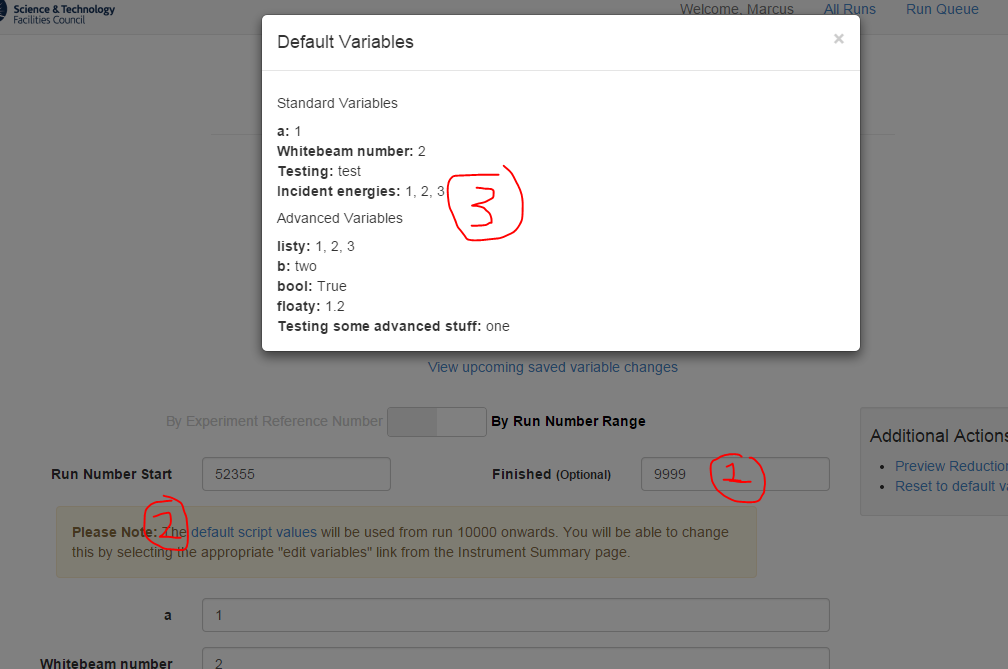 Science & Technology
Facilities Council
Welcome, Marcus All Runs Run Queue
Default Variables ×
Standard Variables
a: 1
Whitebeam number: 2
Testing: test
Incident energies: 1, 2, 3
3
Advanced Variables
listy: 1, 2, 3
b: two
bool: True
floaty: 1.2
Testing some advanced stuff: one
View upcoming saved variable changes
By Experiment Reference Number By Run Number Range
Additional Actions
Run Number Start 52355 Finished (Optional) 9999 1
Preview Reduction
Reset to default va
2
Please Note: The default script values will be used from run 10000 onwards. You will be able to change
this by selecting the appropriate "edit variables" link from the Instrument Summary page.
a 1
Whitebeam number 2